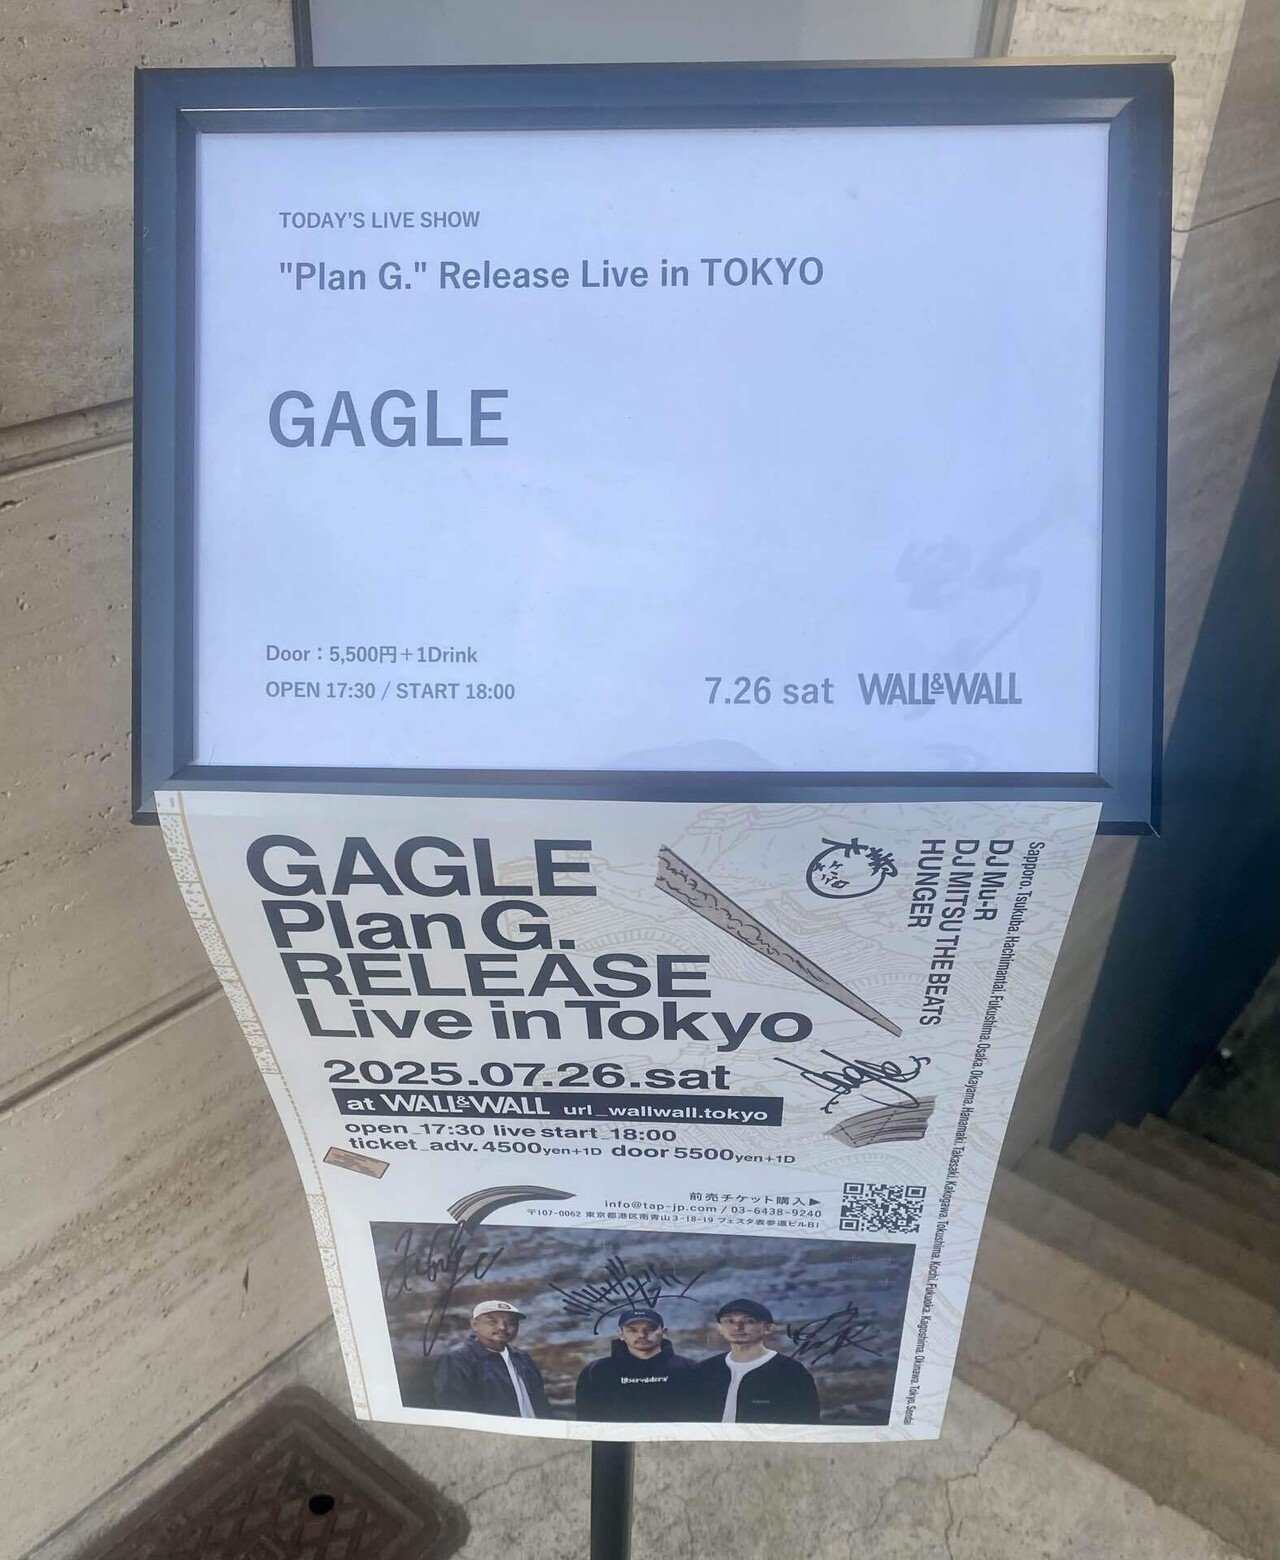 TODAY'S LIVE SHOW
"Plan G." Release Live in TOKYO
GAGLE
Door：5,500円＋1Drink
OPEN 17:30 / START 18:00
7.26 sat WALL&WALL
GAGLE
Plan G.
RELEASE
Live in Tokyo
2025.07.26.sat
at WALL&WALL url_wallwall.tokyo
open_17:30 live start_18:00
ticket_adv. 4500yen+1D door 5500yen+1D
前売チケット購入▶
info@tap-jp.com / 03-6438-9240
〒107-0062 東京都港区南青山3-18-19 フェスタ表参道ビルB1
HUNGER
DJ MITSU THE BEATS
DJ Mu-R
Sapporo. Tsukuba. Hachimantai. Fukushima. Osaka. Okayama. Hanamaki. Takasaki. Kakogawa. Tokushima. Kochi. Fukuoka. Kagoshima. Okinawa. Tokyo. Sendai